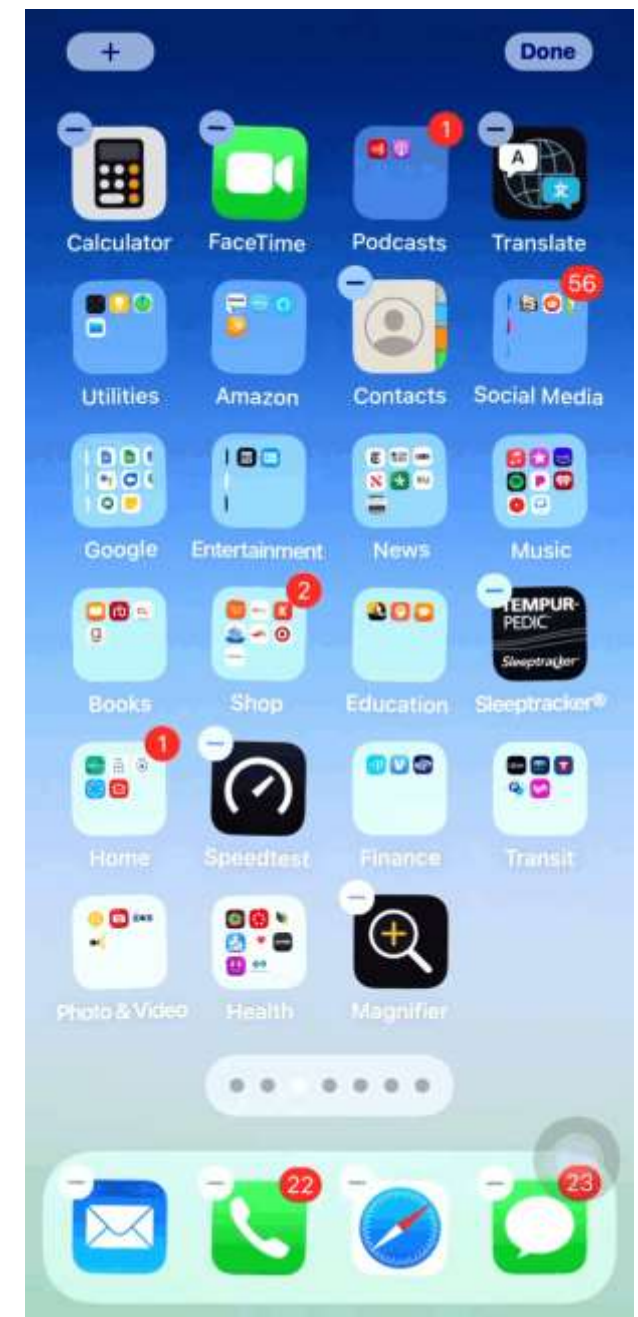 + Done
1
Calculator FaceTime Podcasts Translate
56
Utilities Amazon Contacts Social Media
Google Entertainment News Music
2
TEMPUR-
PEDIC
Sleeptracker
Books Shop Education Sleeptracker®
1
Home Speedtest Finance Transit
Photo & Video Health Magnifier
22 23